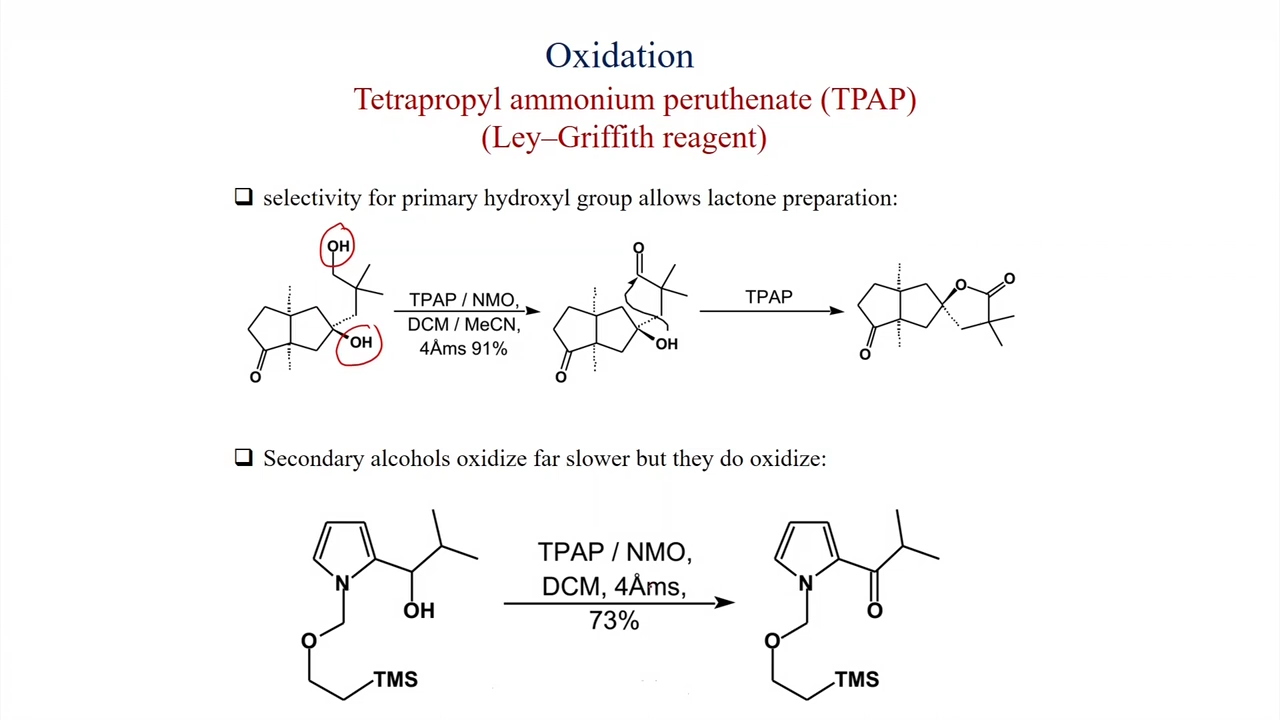 Oxidation
Tetrapropyl ammonium peruthenate (TPAP)
(Ley–Griffith reagent)
❑ selectivity for primary hydroxyl group allows lactone preparation:
OH
OH
O
TPAP / NMO,
DCM / MeCN,
4Åms 91%
O
OH
O
TPAP
O
O
O
❑ Secondary alcohols oxidize far slower but they do oxidize:
N
OH
O
TMS
TPAP / NMO,
DCM, 4Åms,
73%
N
O
O
TMS